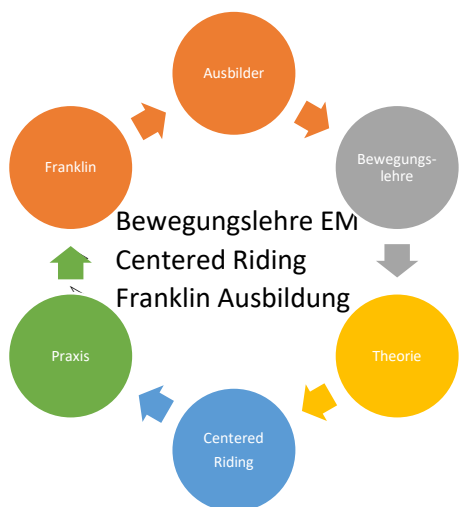 Ausbilder
Bewegungs-
lehre
Theorie
Centered
Riding
Praxis
Franklin
Bewegungslehre EM
Centered Riding
Franklin Ausbildung